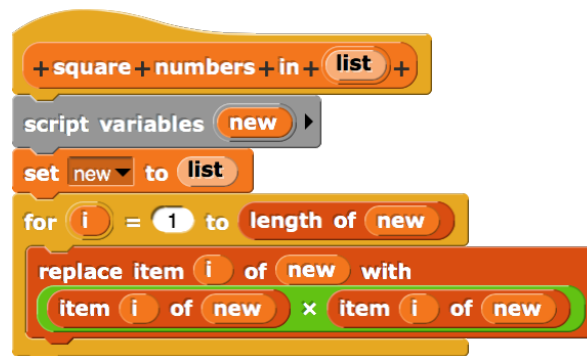 + square + numbers + in + list +
script variables new
set new to list
for i = 1 to length of new
replace item i of new with
item i of new × item i of new